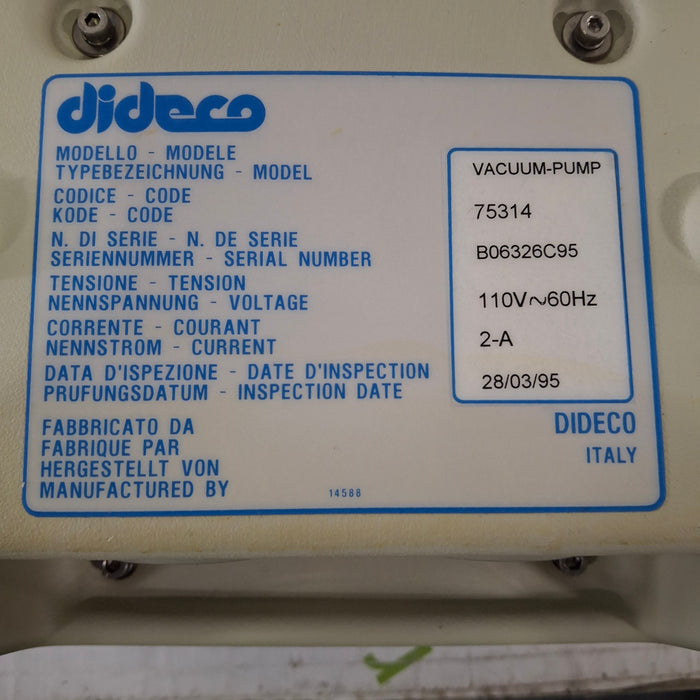 dideco
MODELLO - MODELE
TYPEBEZEICHNUNG - MODEL
VACUUM-PUMP
CODICE - CODE
KODE - CODE
75314
N. DI SERIE - N. DE SERIE
SERIENNUMMER - SERIAL NUMBER
B06326C95
TENSIONE - TENSION
NENNSPANNUNG - VOLTAGE
110V~60Hz
CORRENTE - COURANT
NENNSTROM - CURRENT
2-A
DATA D'ISPEZIONE - DATE D'INSPECTION
PRUFUNGSDATUM - INSPECTION DATE
28/03/95
FABBRICATO DA
FABRIQUE PAR
HERGESTELLT VON
MANUFACTURED BY
DIDECO
ITALY
14588